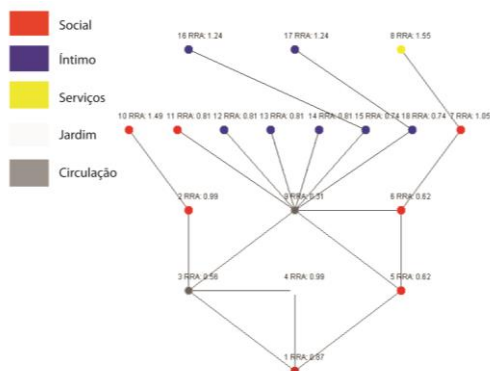 Social
Íntimo
Serviços
Jardim
Circulação
16 RRA: 1.24
17 RRA: 1.24
8 RRA: 1.55
10 RRA: 1.49
11 RRA: 0.81
12 RRA: 0.81
13 RRA: 0.81
14 RRA: 0.81
15 RRA: 0.74
18 RRA: 0.74
7 RRA: 1.05
2 RRA: 0.99
9 RRA: 0.31
6 RRA: 0.62
3 RRA: 0.56
4 RRA: 0.99
5 RRA: 0.62
1 RRA: 0.87